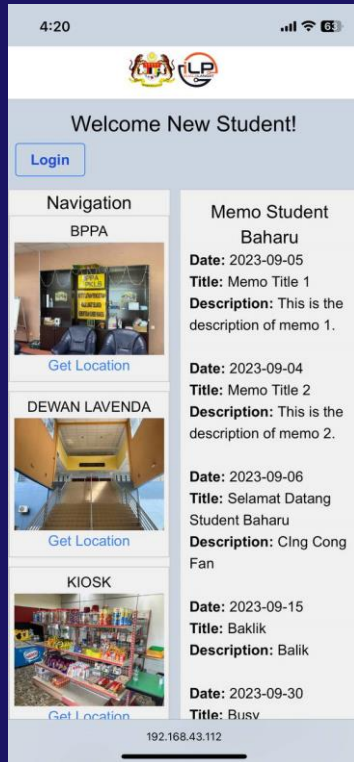 4:20
63
ILP
Welcome New Student!
Login
Navigation
BPPA
Get Location
DEWAN LAVENDA
Get Location
KIOSK
Get Location
Memo Student
Baharu
Date: 2023-09-05
Title: Memo Title 1
Description: This is the
description of memo 1.
Date: 2023-09-04
Title: Memo Title 2
Description: This is the
description of memo 2.
Date: 2023-09-06
Title: Selamat Datang
Student Baharu
Description: CIng Cong
Fan
Date: 2023-09-15
Title: Baklik
Description: Balik
Date: 2023-09-30
Title: Busy
192.168.43.112